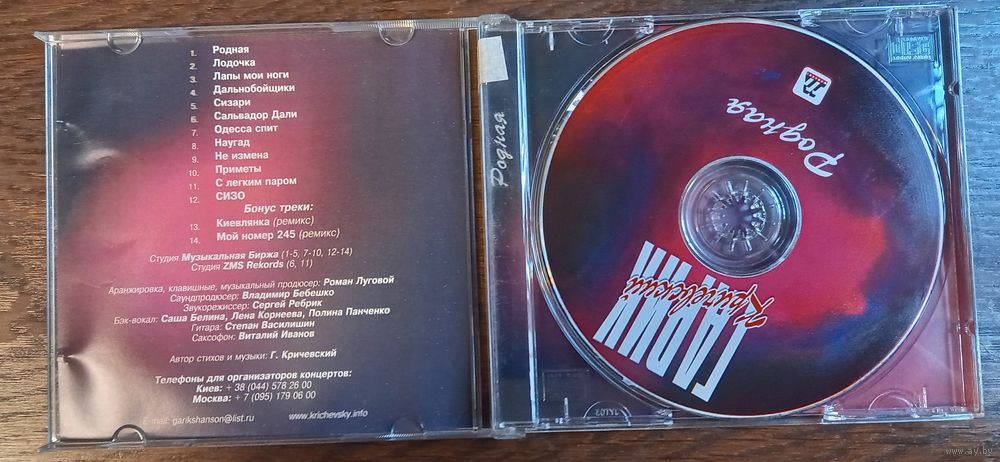 1. Родная
2. Лодочка
3. Лапы мои ноги
4. Дальнобойщики
5. Сизари
6. Сальвадор Дали
7. Одесса спит
8. Наугад
9. Не измена
10. Приметы
11. С легким паром
12. СИЗО
Бонус треки:
13. Киевлянка (ремикс)
14. Мой номер 245 (ремикс)
Студия Музыкальная Биржа (1-5, 7-10, 12-14)
Студия ZMS Rekords (6, 11)
Аранжировка, клавишные, музыкальный продюсер: Роман Луговой
Саундпродюсер: Владимир Бебешко
Звукорежиссер: Сергей Ребрик
Бэк-вокал: Саша Белина, Лена Корнеева, Полина Панченко
Гитара: Степан Василишин
Саксофон: Виталий Иванов
Автор стихов и музыки: Г. Кричевский
Телефоны для организаторов концертов:
Киев: + 38 (044) 578 26 00
Москва: + 7 (095) 179 06 00
E-mail: garikshanson@list.ru
www.krichevsky.info
Родная
Родная
ГАРИК
Кричевский
www.ay.by